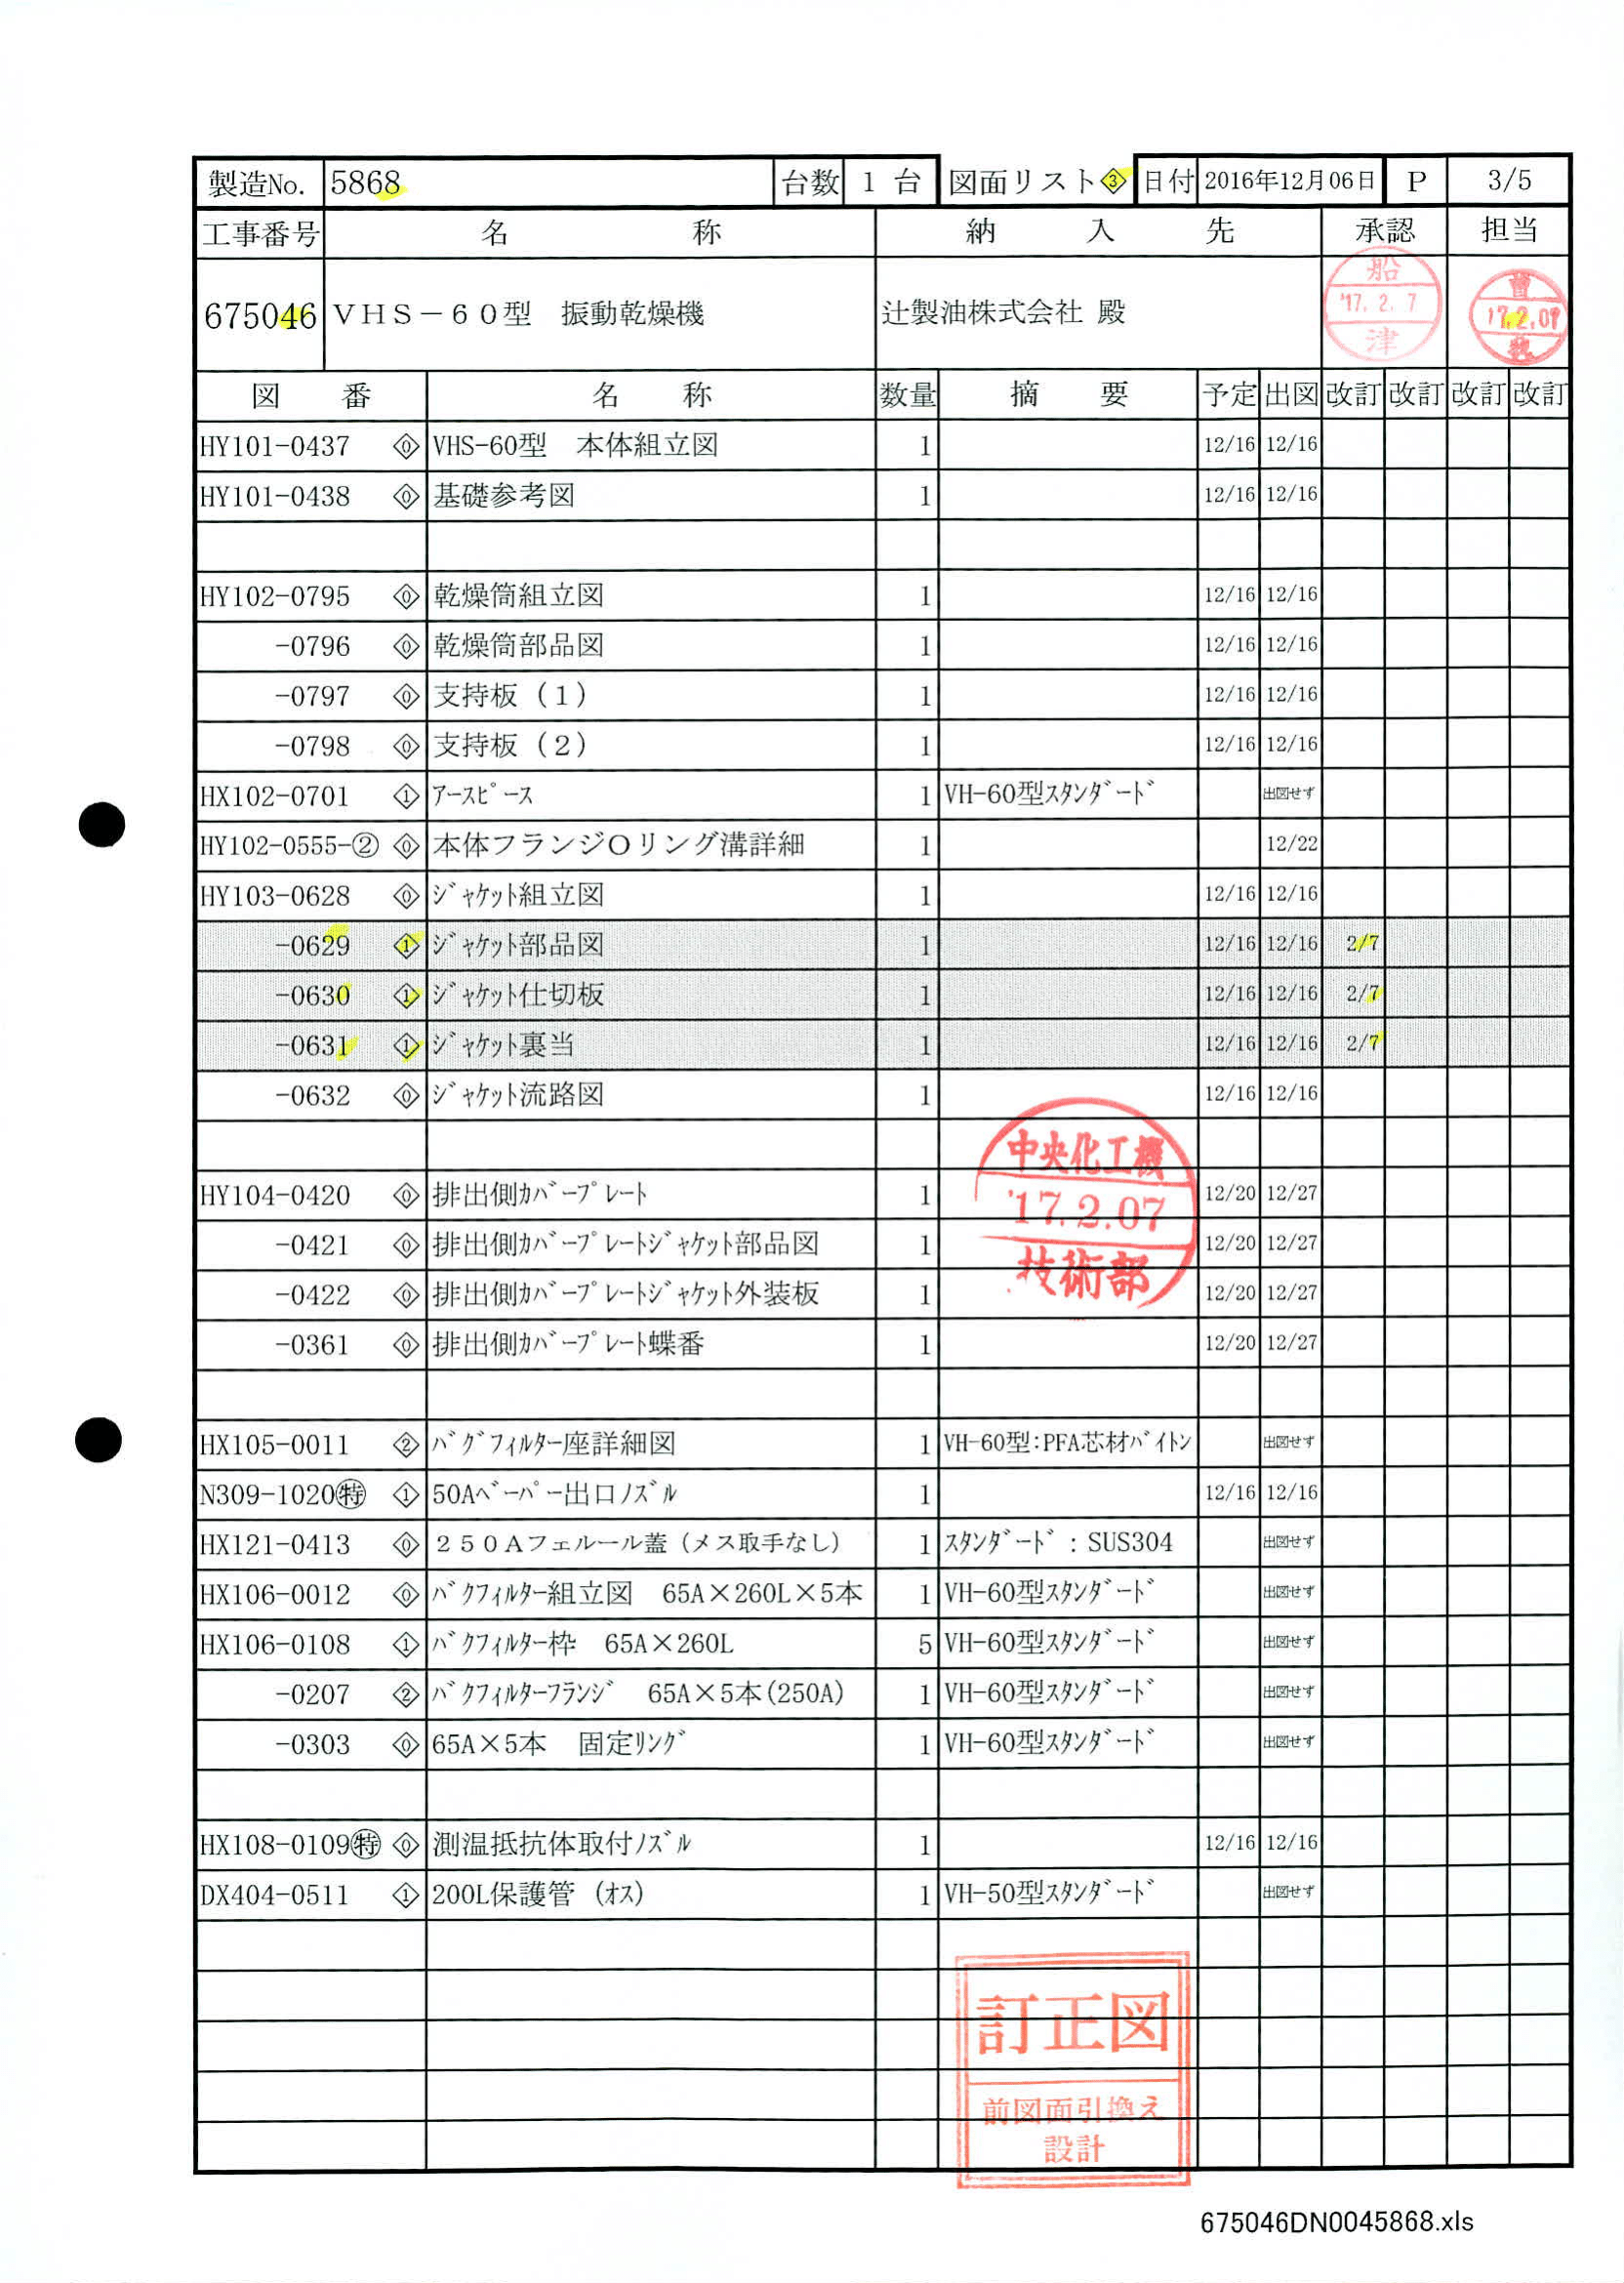 製造No. 5868 台数 1 台 図面リスト③ 日付 2016年12月06日 P 3/5
工事番号 名 称 納 入 先 承認 担当
675046 VHS－60型 振動乾燥機 辻製油株式会社 殿
船 '17.2.7 津
17.2.07
図 番 名 称 数量 摘 要 予定 出図 改訂 改訂 改訂 改訂
HY101-0437 0 VHS-60型 本体組立図 1 12/16 12/16
HY101-0438 0 基礎参考図 1 12/16 12/16
HY102-0795 0 乾燥筒組立図 1 12/16 12/16
-0796 0 乾燥筒部品図 1 12/16 12/16
-0797 0 支持板（１） 1 12/16 12/16
-0798 0 支持板（２） 1 12/16 12/16
HX102-0701 1 ｱｰｽﾋﾟｰｽ 1 VH-60型ｽﾀﾝﾀﾞｰﾄﾞ 出図せず
HY102-0555-② 0 本体フランジＯリング溝詳細 1 12/22
HY103-0628 0 ｼﾞｬｹｯﾄ組立図 1 12/16 12/16
-0629 1 ｼﾞｬｹｯﾄ部品図 1 12/16 12/16 2/7
-0630 1 ｼﾞｬｹｯﾄ仕切板 1 12/16 12/16 2/7
-0631 1 ｼﾞｬｹｯﾄ裏当 1 12/16 12/16 2/7
-0632 0 ｼﾞｬｹｯﾄ流路図 1 12/16 12/16
中央化工機
'17.2.07
技術部
HY104-0420 0 排出側ｶﾊﾞｰﾌﾟﾚｰﾄ 1 12/20 12/27
-0421 0 排出側ｶﾊﾞｰﾌﾟﾚｰﾄｼﾞｬｹｯﾄ部品図 1 12/20 12/27
-0422 0 排出側ｶﾊﾞｰﾌﾟﾚｰﾄｼﾞｬｹｯﾄ外装板 1 12/20 12/27
-0361 0 排出側ｶﾊﾞｰﾌﾟﾚｰﾄ蝶番 1 12/20 12/27
HX105-0011 2 ﾊﾞｸﾞﾌｨﾙﾀｰ座詳細図 1 VH-60型:PFA芯材ﾊﾞｲﾄﾝ 出図せず
N309-1020㊕ 1 50Aﾍﾞｰﾊﾟｰ出口ﾉｽﾞﾙ 1 12/16 12/16
HX121-0413 0 ２５０Ａフェルール蓋（メス取手なし） 1 ｽﾀﾝﾀﾞｰﾄﾞ : SUS304 出図せず
HX106-0012 0 ﾊﾞｸﾌｨﾙﾀｰ組立図 65A×260L×5本 1 VH-60型ｽﾀﾝﾀﾞｰﾄﾞ 出図せず
HX106-0108 1 ﾊﾞｸﾌｨﾙﾀｰ枠 65A×260L 5 VH-60型ｽﾀﾝﾀﾞｰﾄﾞ 出図せず
-0207 2 ﾊﾞｸﾌｨﾙﾀｰﾌﾗﾝｼﾞ 65A×5本(250A) 1 VH-60型ｽﾀﾝﾀﾞｰﾄﾞ 出図せず
-0303 0 65A×5本 固定ﾘﾝｸﾞ 1 VH-60型ｽﾀﾝﾀﾞｰﾄﾞ 出図せず
HX108-0109㊕ 0 測温抵抗体取付ﾉｽﾞﾙ 1 12/16 12/16
DX404-0511 1 200L保護管（ｵｽ） 1 VH-50型ｽﾀﾝﾀﾞｰﾄﾞ 出図せず
訂正図
前図面引換え
設計
675046DN0045868.xls